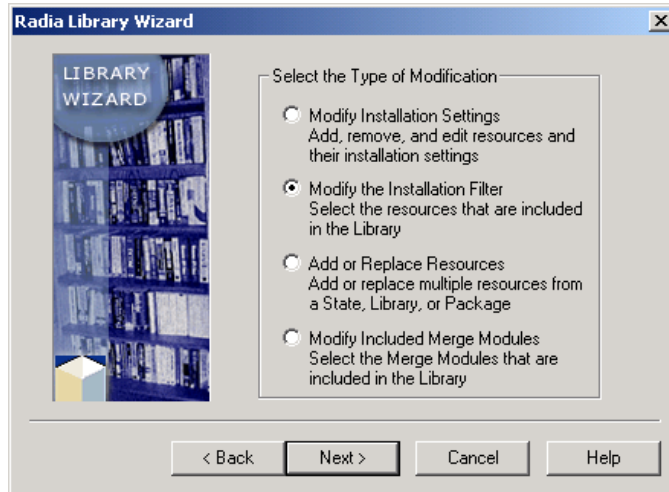 Radia Library Wizard
LIBRARY
WIZARD
Select the Type of Modification
Modify Installation Settings
Add, remove, and edit resources and
their installation settings
Modify the Installation Filter
Select the resources that are included
in the Library
Add or Replace Resources
Add or replace multiple resources from
a State, Library, or Package
Modify Included Merge Modules
Select the Merge Modules that are
included in the Library
< Back
Next >
Cancel
Help